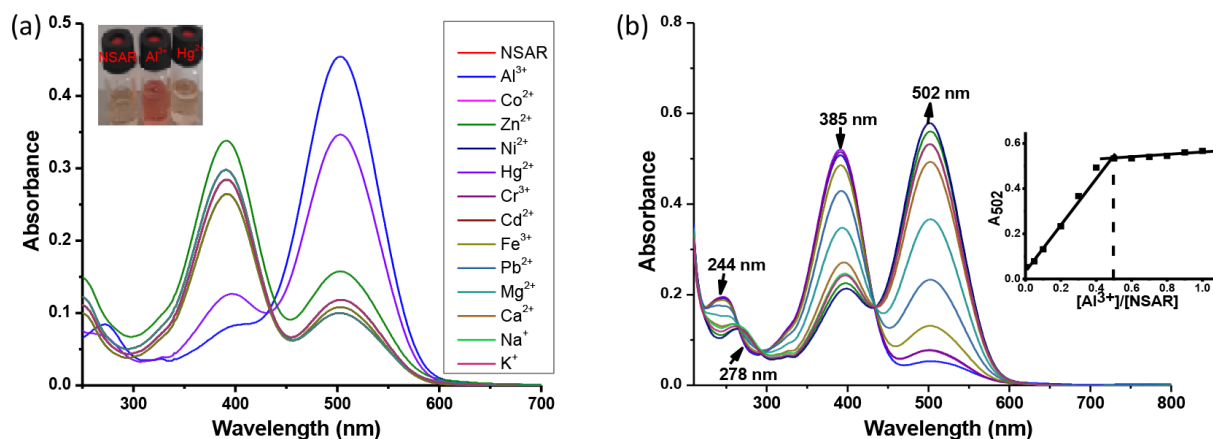 (a)
0.5
0.4
0.3
0.2
0.1
0.0
300 400 500 600 700
Absorbance
Wavelength (nm)
NSAR Al³⁺ Hg²⁺
NSAR
Al³⁺
Co²⁺
Zn²⁺
Ni²⁺
Hg²⁺
Cr³⁺
Cd²⁺
Fe³⁺
Pb²⁺
Mg²⁺
Ca²⁺
Na⁺
K⁺
(b)
0.8
0.6
0.4
0.2
0.0
300 400 500 600 700 800
Absorbance
Wavelength (nm)
244 nm
278 nm
385 nm
502 nm
A₅₀₂
0.6
0.4
0.2
0.0
0.0 0.2 0.4 0.6 0.8 1.0
[Al³⁺]/[NSAR]